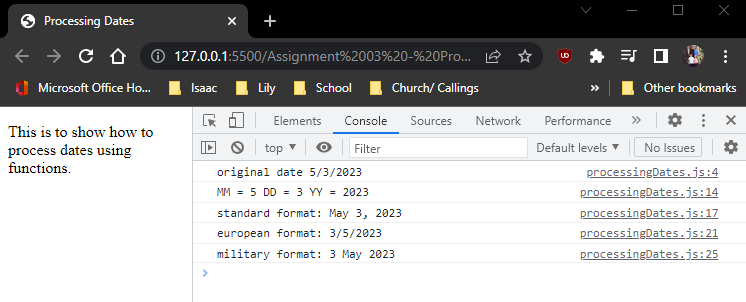 Processing Dates
127.0.0.1:5500/Assignment%2003%20-%20Pro...
UD
Microsoft Office Ho...
Isaac
Lily
School
Church/ Callings
»
Other bookmarks
This is to show how to
process dates using
functions.
Elements Console Sources Network Performance »
top Filter Default levels No Issues
original date 5/3/2023 processingDates.js:4
MM = 5 DD = 3 YY = 2023 processingDates.js:14
standard format: May 3, 2023 processingDates.js:17
european format: 3/5/2023 processingDates.js:21
military format: 3 May 2023 processingDates.js:25